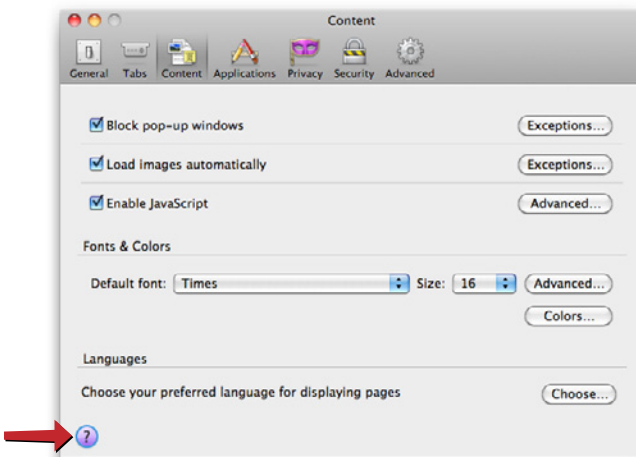 Content
General Tabs Content Applications Privacy Security Advanced
Block pop-up windows Exceptions...
Load images automatically Exceptions...
Enable JavaScript Advanced...
Fonts & Colors
Default font: Times Size: 16 Advanced...
Colors...
Languages
Choose your preferred language for displaying pages Choose...
?